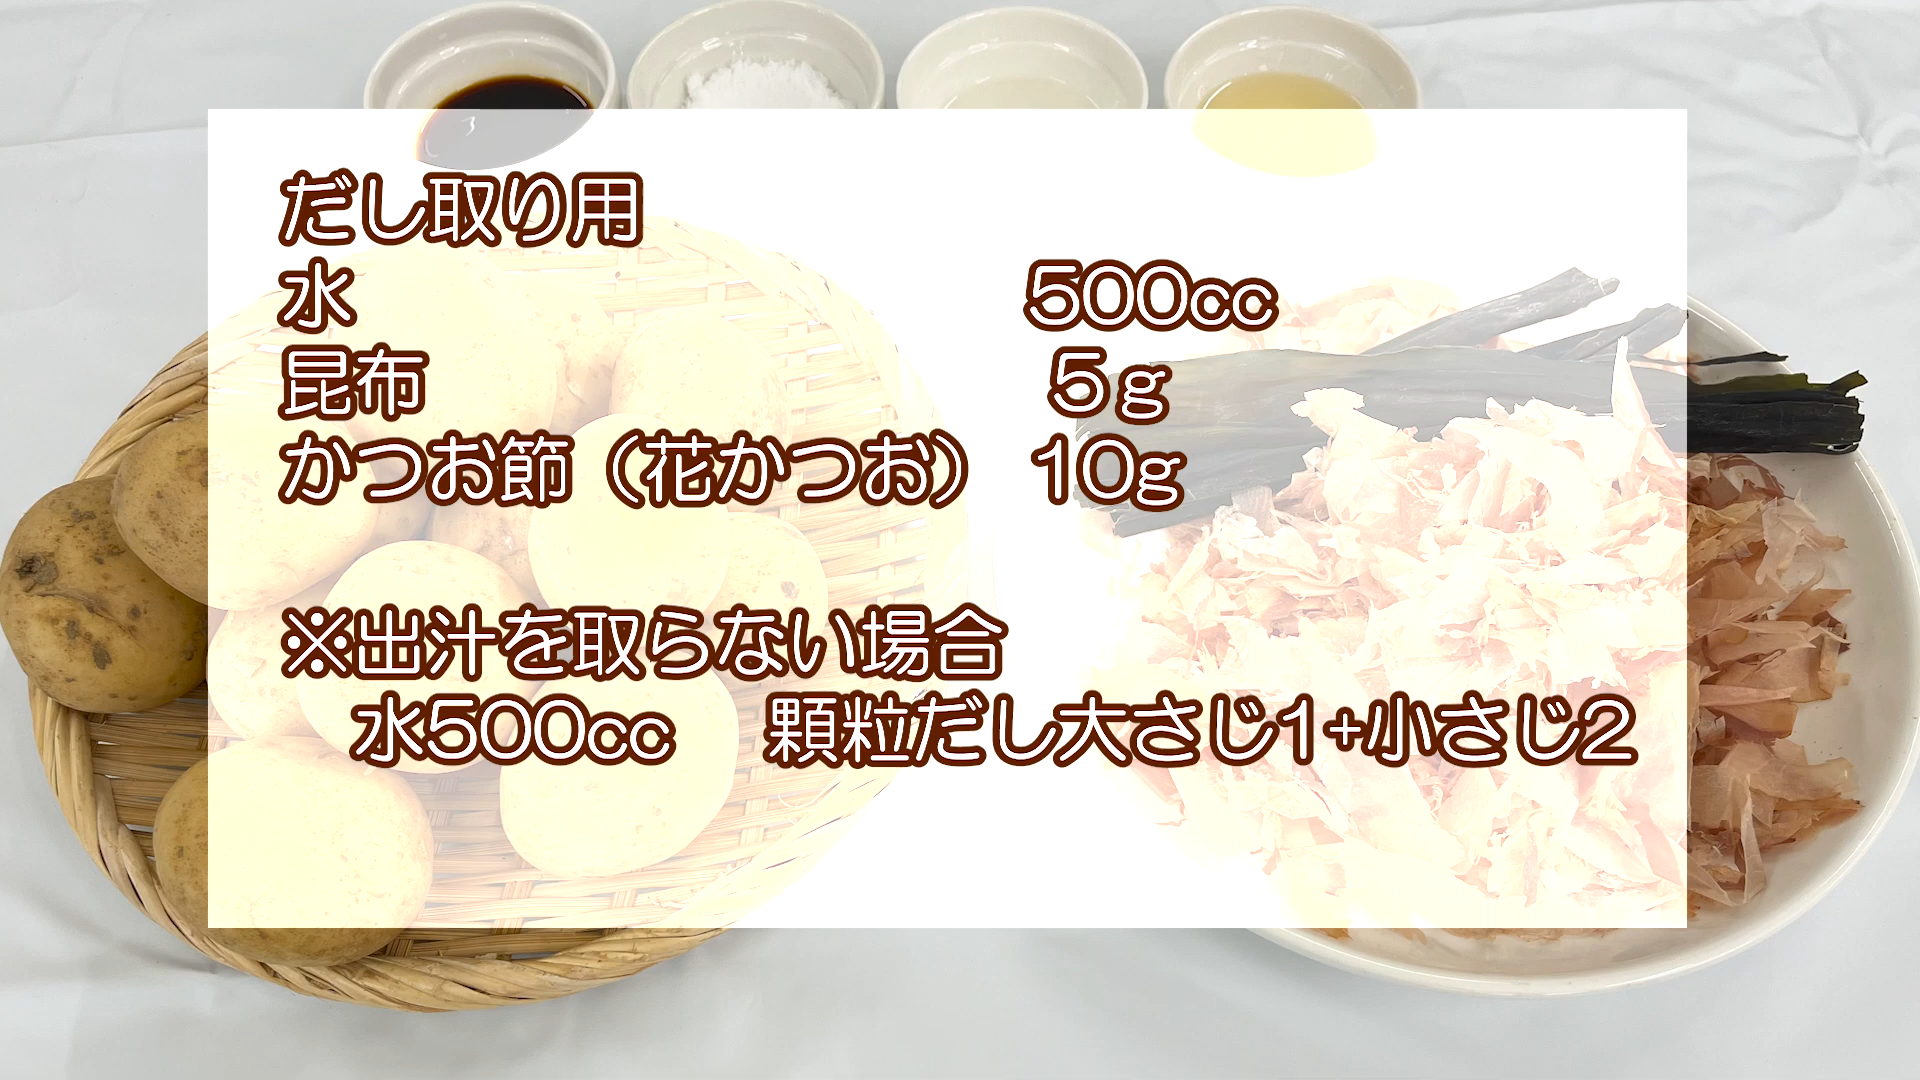 だし取り用
水 500cc
昆布 5g
かつお節（花かつお） 10g
※出汁を取らない場合
水500cc 顆粒だし大さじ1+小さじ2